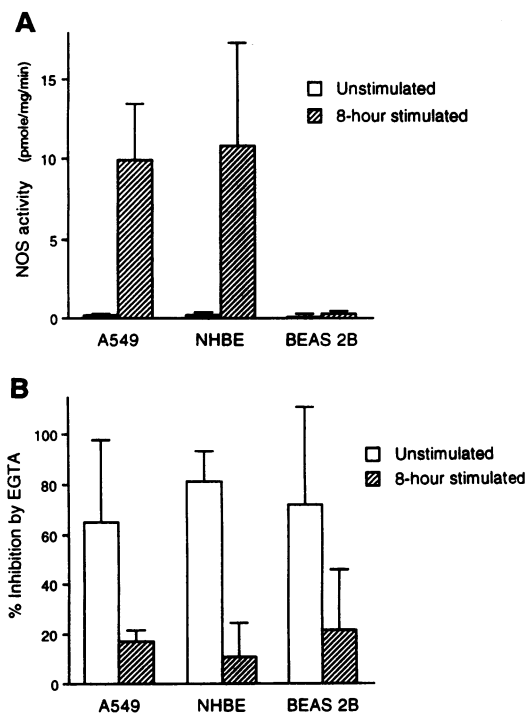 A
NOS activity (pmole/mg/min)
15
10
5
0
Unstimulated
8-hour stimulated
A549 NHBE BEAS 2B
B
% Inhibition by EGTA
100
80
60
40
20
0
Unstimulated
8-hour stimulated
A549 NHBE BEAS 2B